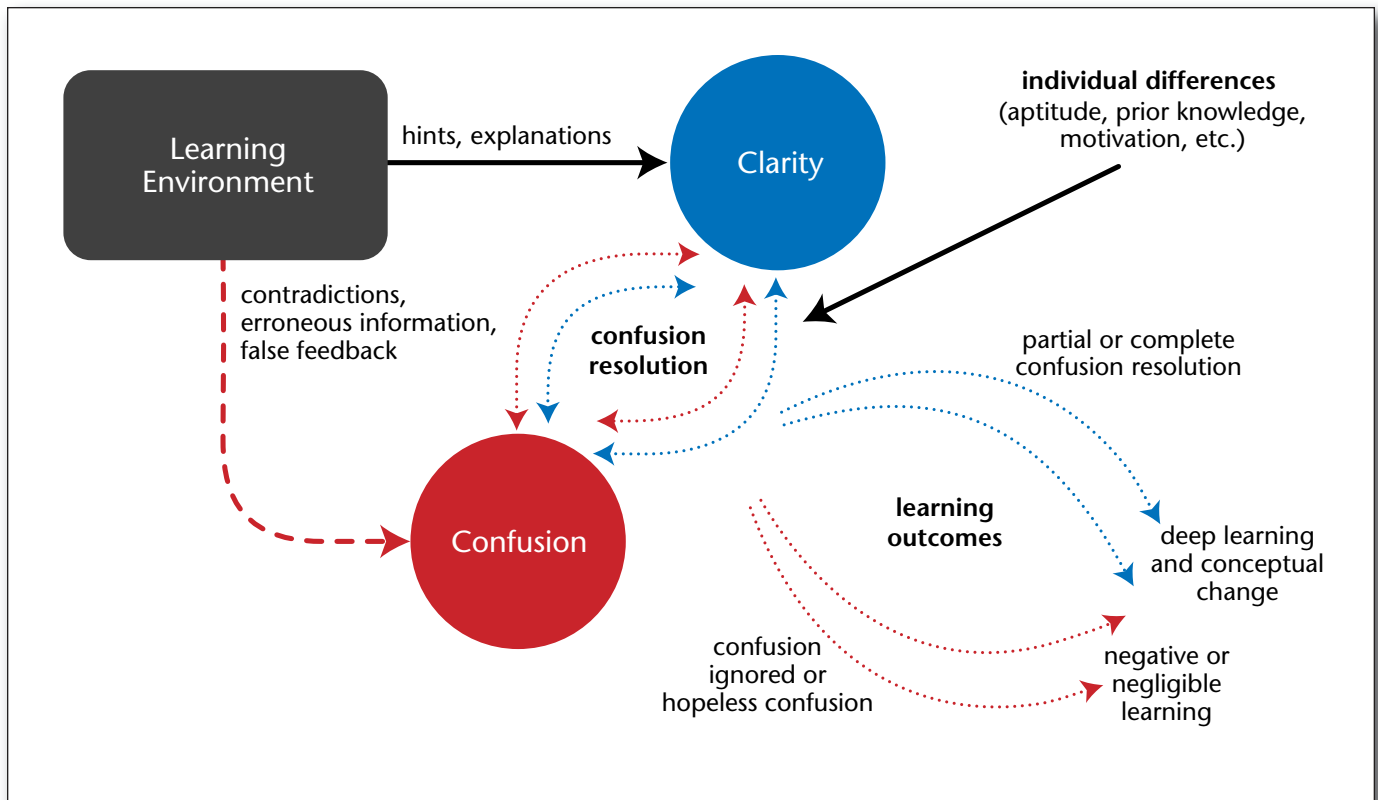 Learning
Environment
hints, explanations
Clarity
individual differences
(aptitude, prior knowledge,
motivation, etc.)
contradictions,
erroneous information,
false feedback
confusion
resolution
partial or complete
confusion resolution
Confusion
learning
outcomes
deep learning
and conceptual
change
confusion
ignored or
hopeless confusion
negative or
negligible
learning